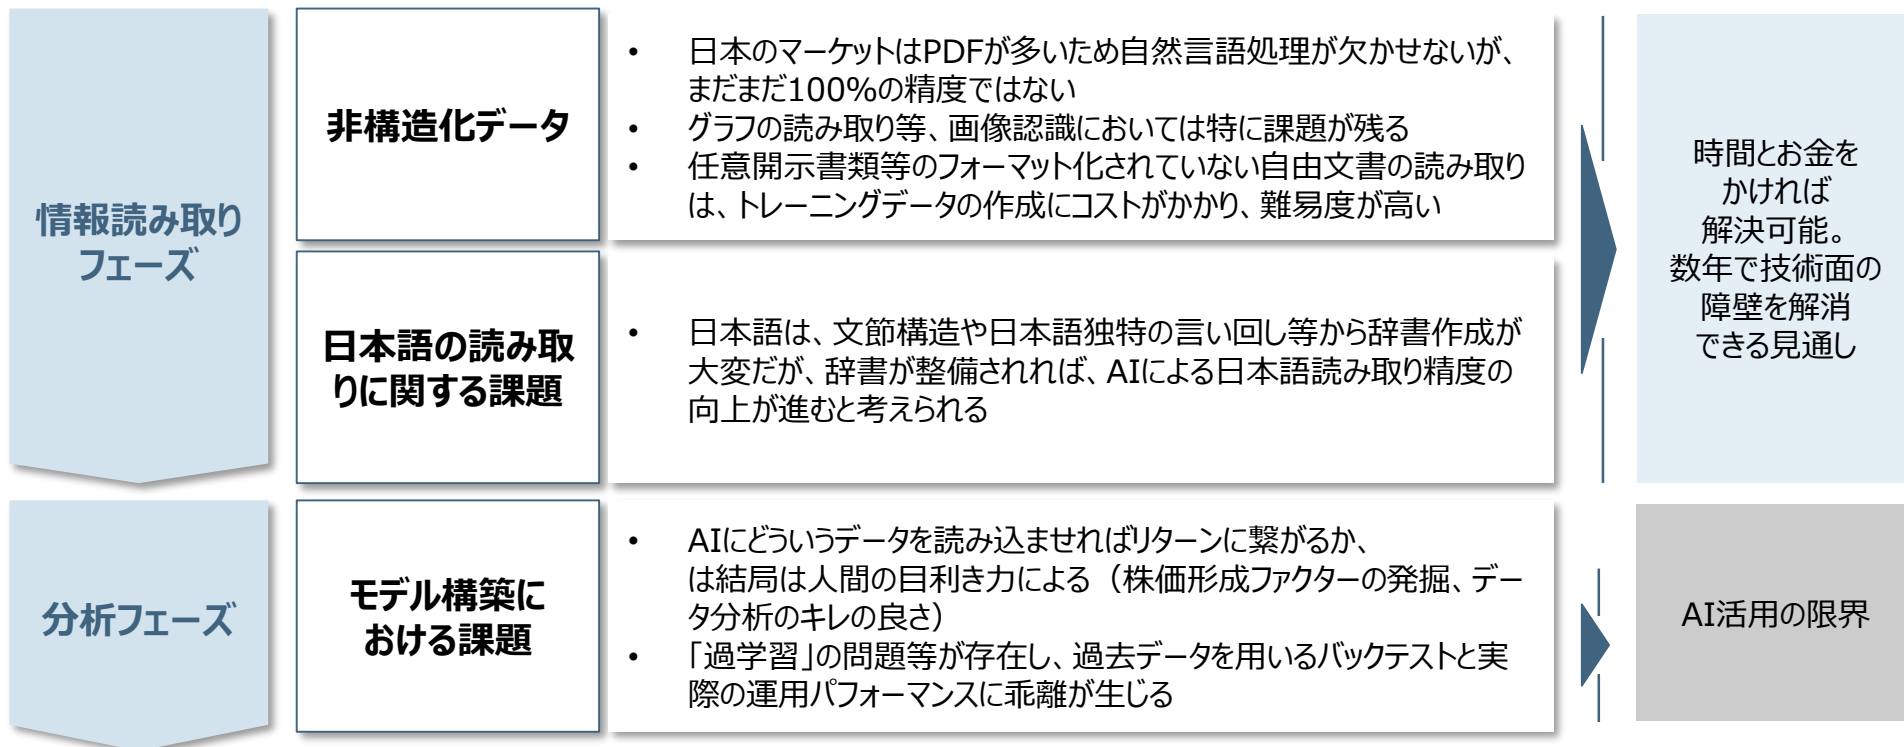 情報読み取り
フェーズ
非構造化データ
• 日本のマーケットはPDFが多いため自然言語処理が欠かせないが、
まだまだ100%の精度ではない
• グラフの読み取り等、画像認識においては特に課題が残る
• 任意開示書類等のフォーマット化されていない自由文書の読み取り
は、トレーニングデータの作成にコストがかかり、難易度が高い
日本語の読み取
りに関する課題
• 日本語は、文節構造や日本語独特の言い回し等から辞書作成が
大変だが、辞書が整備されれば、AIによる日本語読み取り精度の
向上が進むと考えられる
時間とお金を
かければ
解決可能。
数年で技術面の
障壁を解消
できる見通し
分析フェーズ
モデル構築に
おける課題
• AIにどういうデータを読み込ませればリターンに繋がるか、
は結局は人間の目利き力による（株価形成ファクターの発掘、デー
タ分析のキレの良さ）
• 「過学習」の問題等が存在し、過去データを用いるバックテストと実
際の運用パフォーマンスに乖離が生じる
AI活用の限界